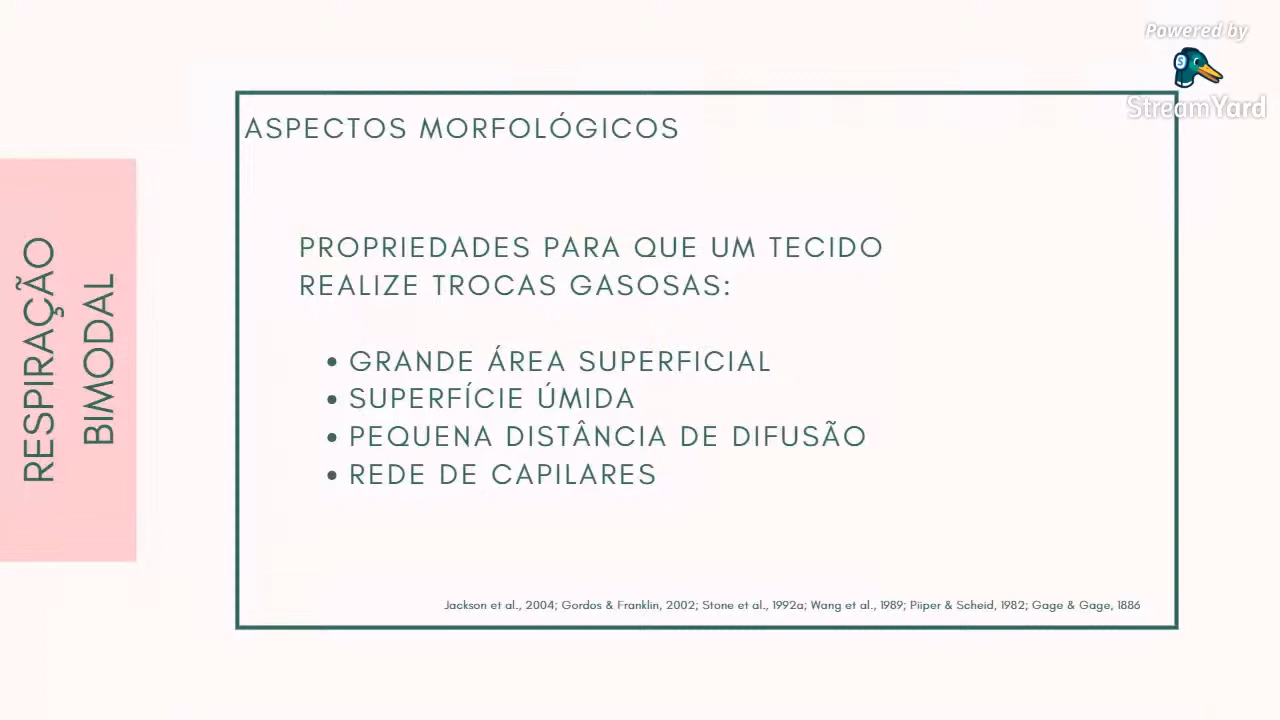 Powered by
StreamYard
ASPECTOS MORFOLÓGICOS
RESPIRAÇÃO
BIMODAL
PROPRIEDADES PARA QUE UM TECIDO
REALIZE TROCAS GASOSAS:
• GRANDE ÁREA SUPERFICIAL
• SUPERFÍCIE ÚMIDA
• PEQUENA DISTÂNCIA DE DIFUSÃO
• REDE DE CAPILARES
Jackson et al., 2004; Gordos & Franklin, 2002; Stone et al., 1992a; Wang et al., 1989; Piiper & Scheid, 1982; Gage & Gage, 1886